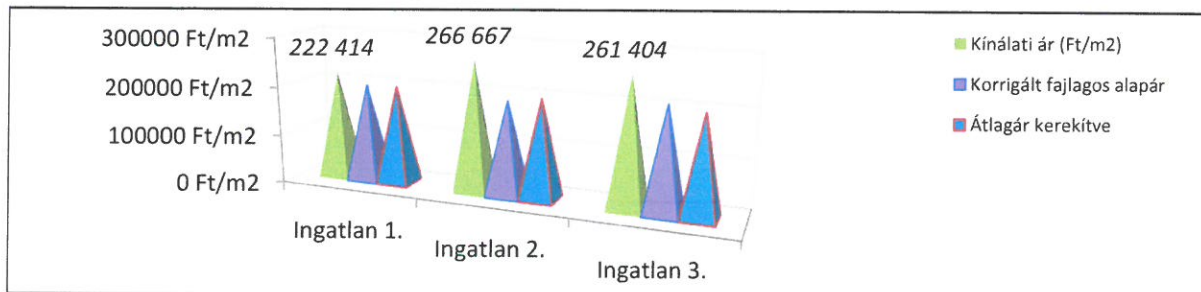 300000 Ft/m2
200000 Ft/m2
100000 Ft/m2
0 Ft/m2
222 414
266 667
261 404
Ingatlan 1.
Ingatlan 2.
Ingatlan 3.
Kínálati ár (Ft/m2)
Korrigált fajlagos alapár
Átlagár kerekítve